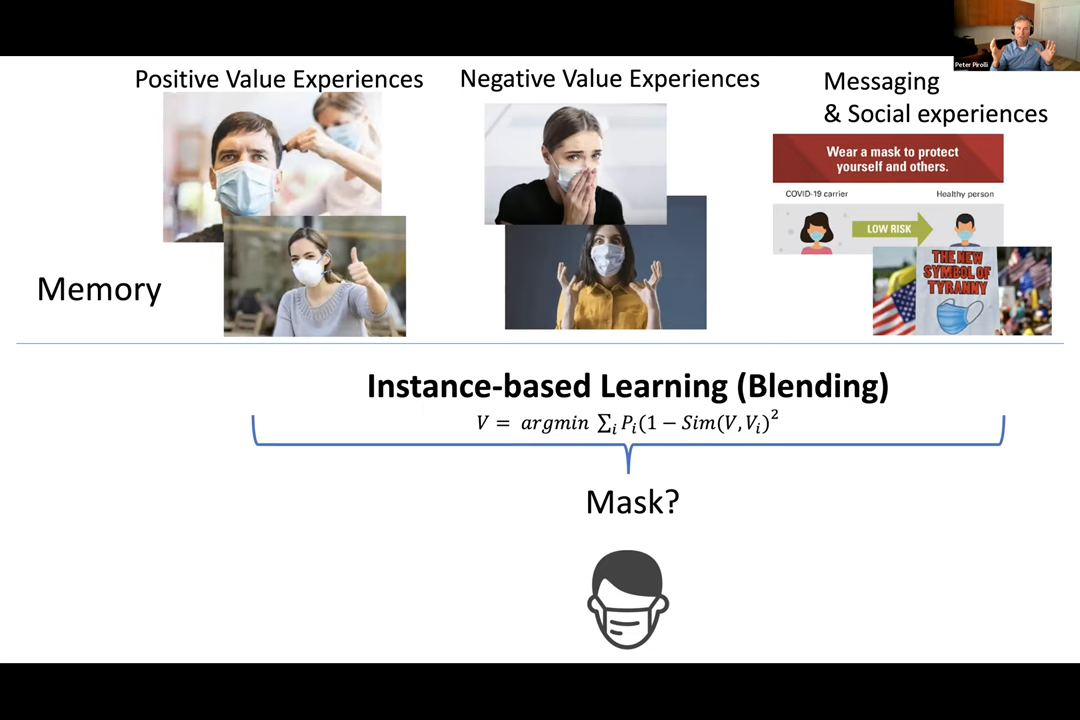 Peter Pirolli
Positive Value Experiences
Negative Value Experiences
Messaging
& Social experiences
Wear a mask to protect
yourself and others.
COVID-19 carrier
Healthy person
LOW RISK
THE NEW
SYMBOL OF
TYRANNY
Memory
Instance-based Learning (Blending)
V = argmin ∑ᵢ Pᵢ(1 − Sim(V, Vᵢ)²
Mask?